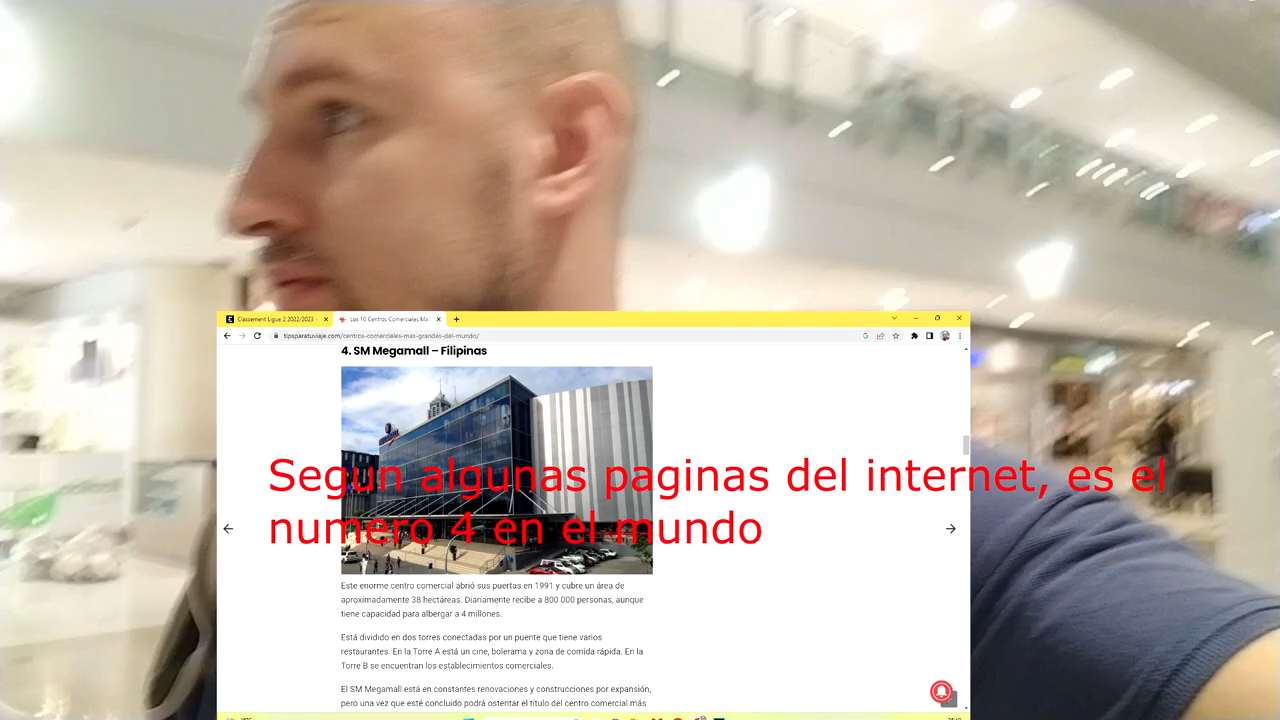 Classement Ligue 2 2022/2023 -
Los 10 Centros Comerciales Ma
tipsparatuviaje.com/centros-comerciales-mas-grandes-del-mundo/
4. SM Megamall – Filipinas
Segun algunas paginas del internet, es el
numero 4 en el mundo
Este enorme centro comercial abrió sus puertas en 1991 y cubre un área de
aproximadamente 38 hectáreas. Diariamente recibe a 800 000 personas, aunque
tiene capacidad para albergar a 4 millones.
Está dividido en dos torres conectadas por un puente que tiene varios
restaurantes. En la Torre A está un cine, bolerama y zona de comida rápida. En la
Torre B se encuentran los establecimientos comerciales.
El SM Megamall está en constantes renovaciones y construcciones por expansión,
pero una vez que esté concluido podrá ostentar el título del centro comercial más